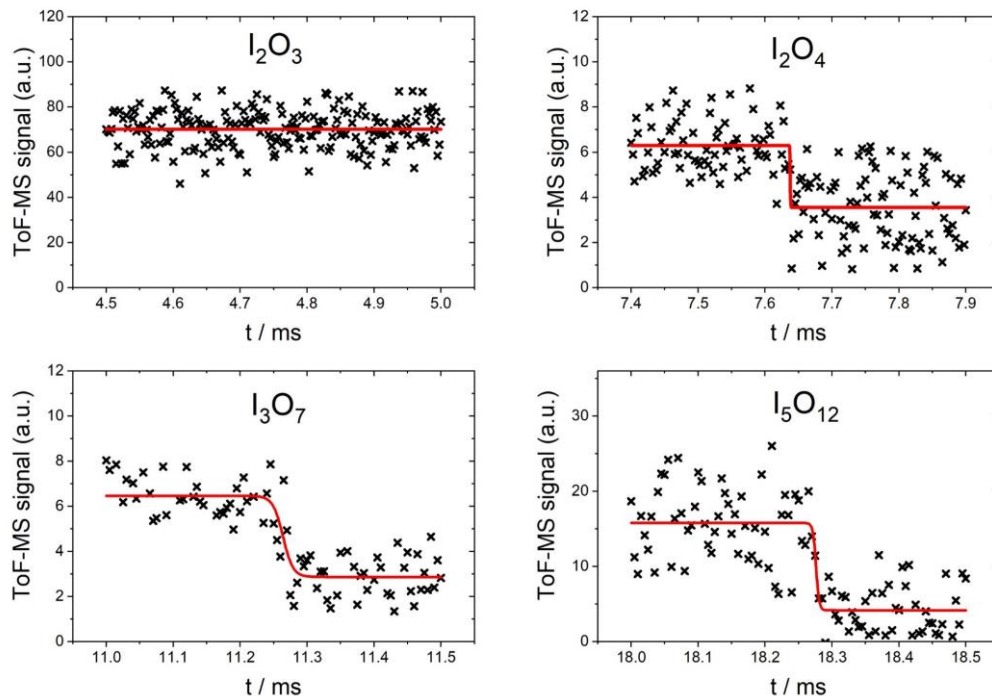 I₂O₃
ToF-MS signal (a.u.)
120
100
80
60
40
20
0
4.5 4.6 4.7 4.8 4.9 5.0
t / ms
I₂O₄
ToF-MS signal (a.u.)
12
10
8
6
4
2
0
7.4 7.5 7.6 7.7 7.8 7.9
t / ms
I₃O₇
ToF-MS signal (a.u.)
12
10
8
6
4
2
0
11.0 11.1 11.2 11.3 11.4 11.5
t / ms
I₅O₁₂
ToF-MS signal (a.u.)
30
20
10
0
18.0 18.1 18.2 18.3 18.4 18.5
t / ms